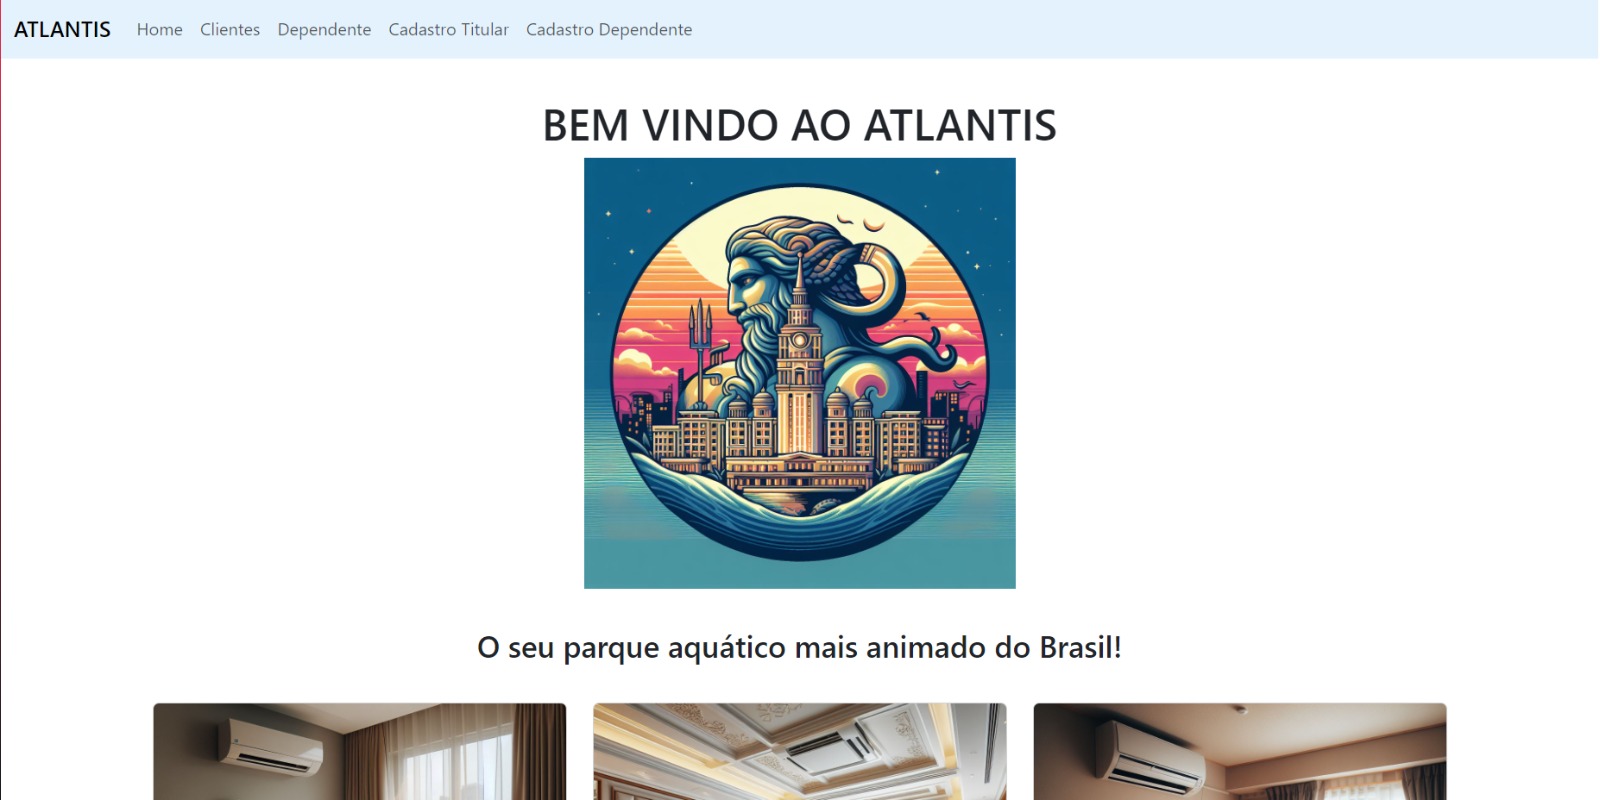 ATLANTIS Home Clientes Dependente Cadastro Titular Cadastro Dependente
BEM VINDO AO ATLANTIS
O seu parque aquático mais animado do Brasil!